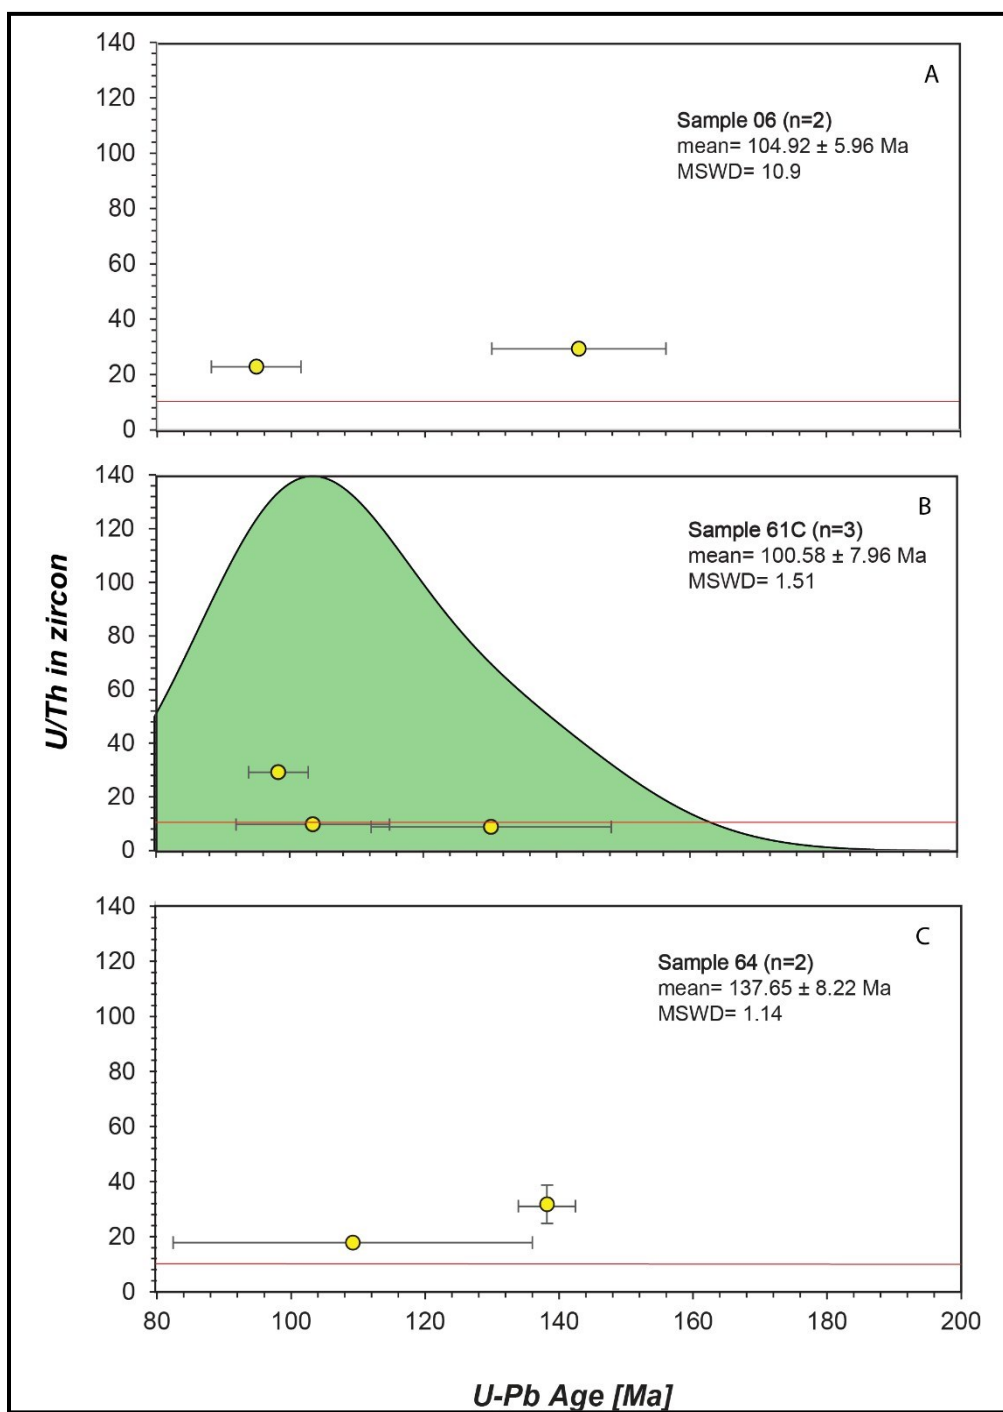 140
120
100
80
60
40
20
0
A
Sample 06 (n=2)
mean= 104.92 ± 5.96 Ma
MSWD= 10.9
140
120
100
80
60
40
20
0
B
Sample 61C (n=3)
mean= 100.58 ± 7.96 Ma
MSWD= 1.51
U/Th in zircon
140
120
100
80
60
40
20
0
C
Sample 64 (n=2)
mean= 137.65 ± 8.22 Ma
MSWD= 1.14
80 100 120 140 160 180 200
U-Pb Age [Ma]